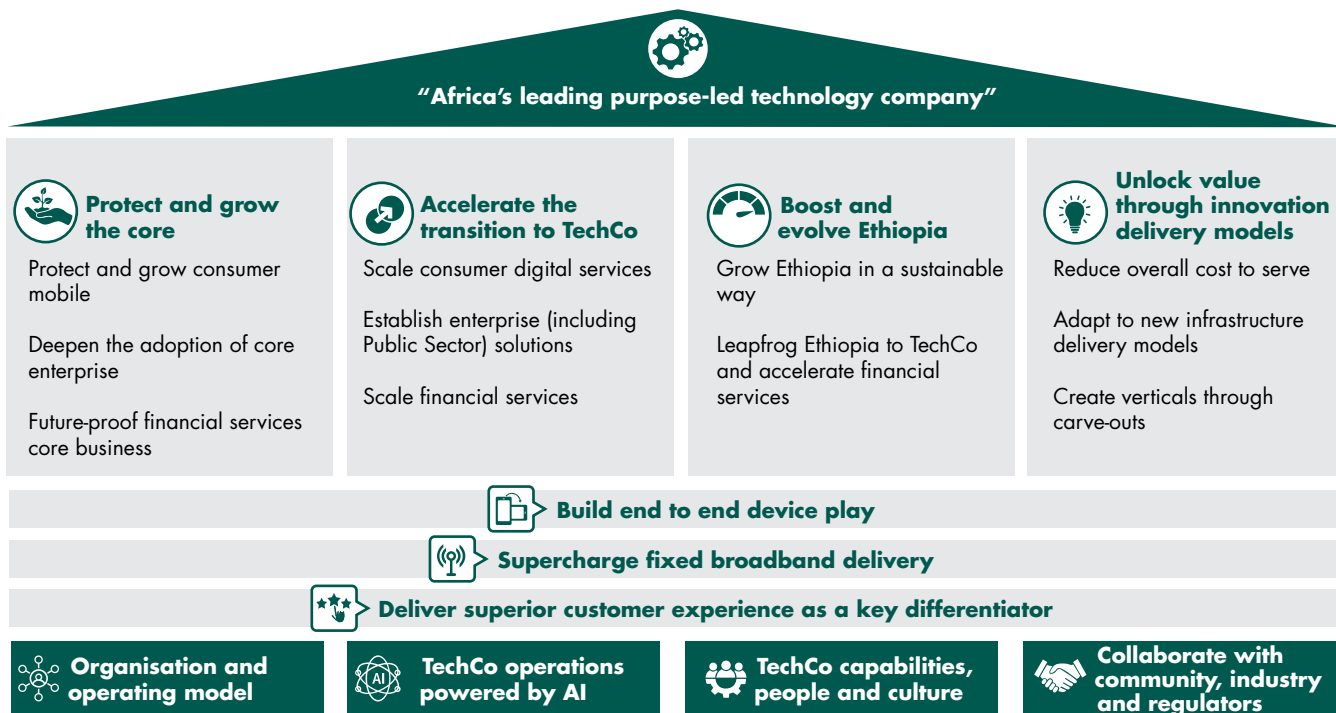 “Africa’s leading purpose-led technology company”
Protect and grow
the core
Protect and grow consumer
mobile
Deepen the adoption of core
enterprise
Future-proof financial services
core business
Accelerate the
transition to TechCo
Scale consumer digital services
Establish enterprise (including
Public Sector) solutions
Scale financial services
Boost and
evolve Ethiopia
Grow Ethiopia in a sustainable
way
Leapfrog Ethiopia to TechCo
and accelerate financial
services
Unlock value
through innovation
delivery models
Reduce overall cost to serve
Adapt to new infrastructure
delivery models
Create verticals through
carve-outs
Build end to end device play
Supercharge fixed broadband delivery
Deliver superior customer experience as a key differentiator
Organisation and
operating model
AI
TechCo operations
powered by AI
TechCo capabilities,
people and culture
Collaborate with
community, industry
and regulators